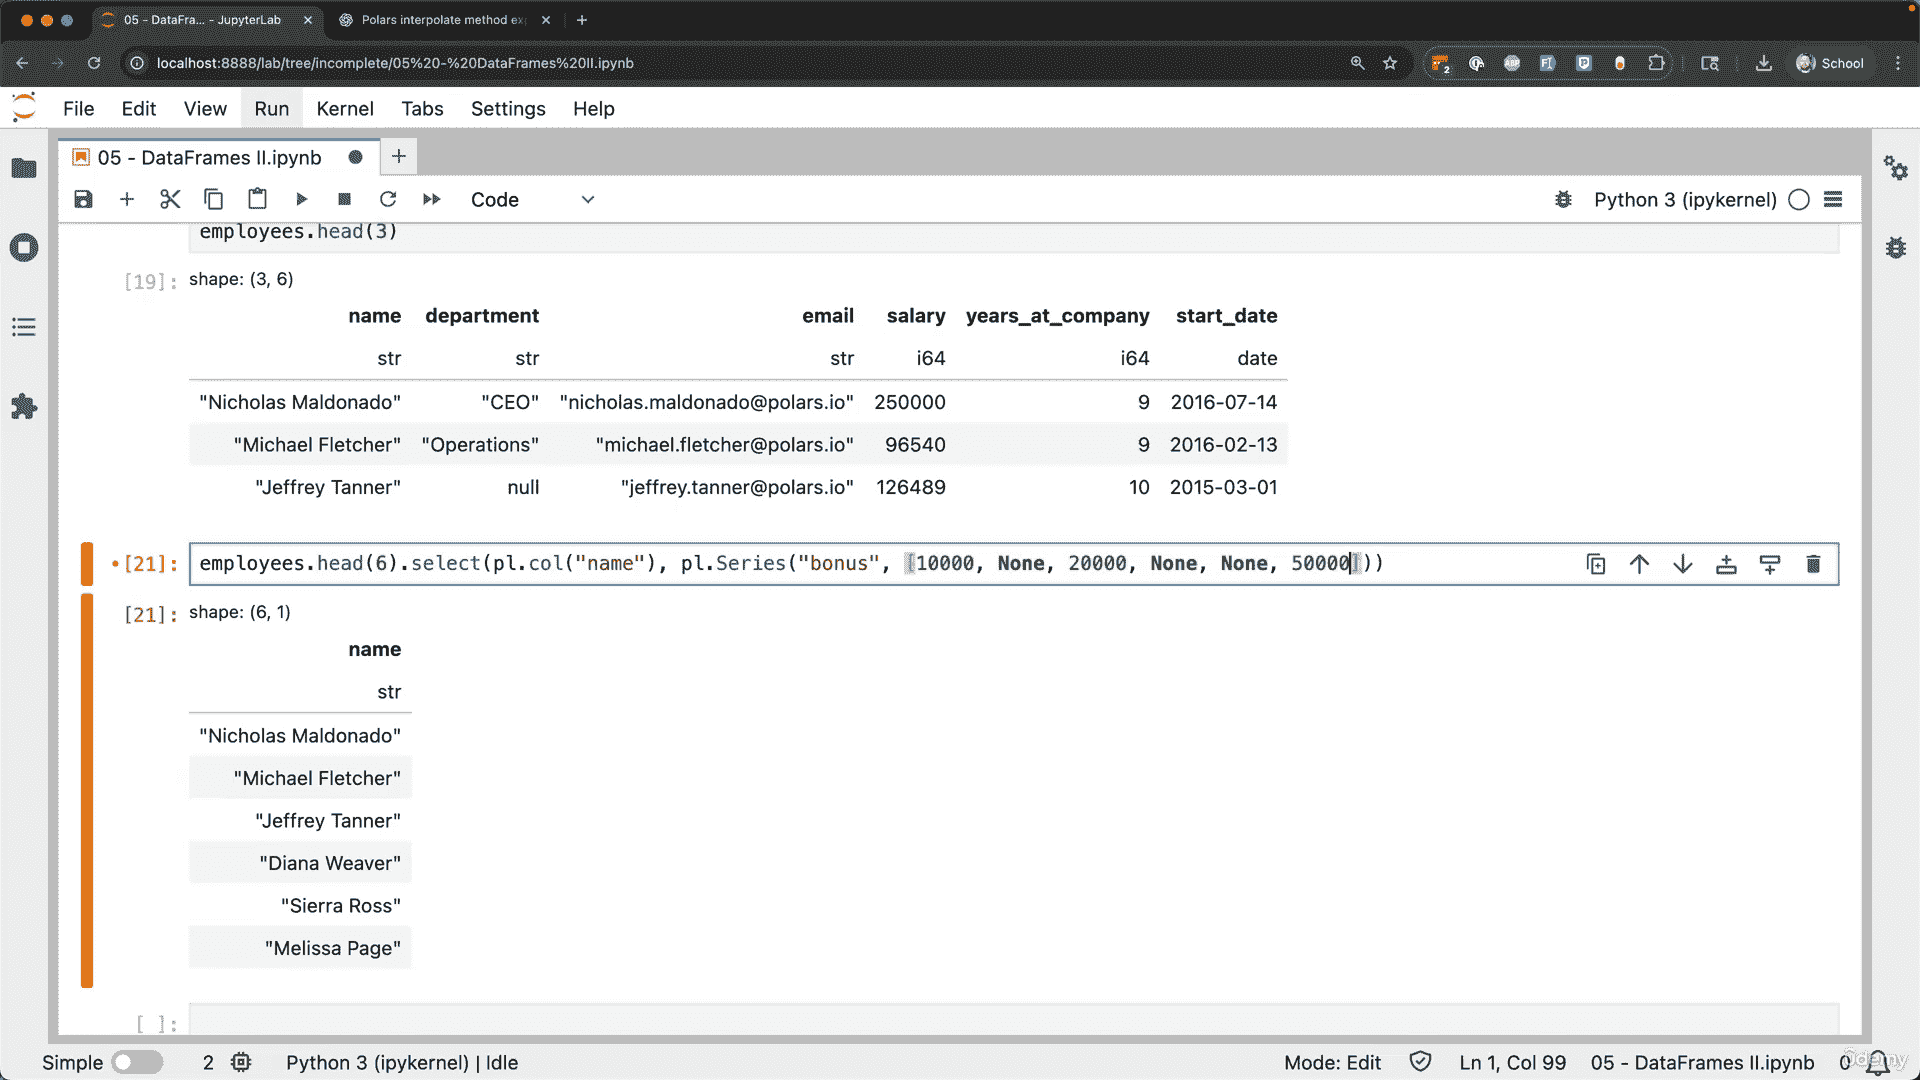 05 - DataFra... - JupyterLab
Polars interpolate method ex
localhost:8888/lab/tree/incomplete/05%20-%20DataFrames%20II.ipynb
2
ABP
School
File Edit View Run Kernel Tabs Settings Help
05 - DataFrames II.ipynb
Code
Python 3 (ipykernel)
employees.head(3)
[19]: shape: (3, 6)
name department email salary years_at_company start_date
str str str i64 i64 date
"Nicholas Maldonado" "CEO" "nicholas.maldonado@polars.io" 250000 9 2016-07-14
"Michael Fletcher" "Operations" "michael.fletcher@polars.io" 96540 9 2016-02-13
"Jeffrey Tanner" null "jeffrey.tanner@polars.io" 126489 10 2015-03-01
[21]: employees.head(6).select(pl.col("name"), pl.Series("bonus", [10000, None, 20000, None, None, 50000]))
[21]: shape: (6, 1)
name
str
"Nicholas Maldonado"
"Michael Fletcher"
"Jeffrey Tanner"
"Diana Weaver"
"Sierra Ross"
"Melissa Page"
[ ]:
Simple 2 Python 3 (ipykernel) | Idle Mode: Edit Ln 1, Col 99 05 - DataFrames II.ipynb 0
udemy